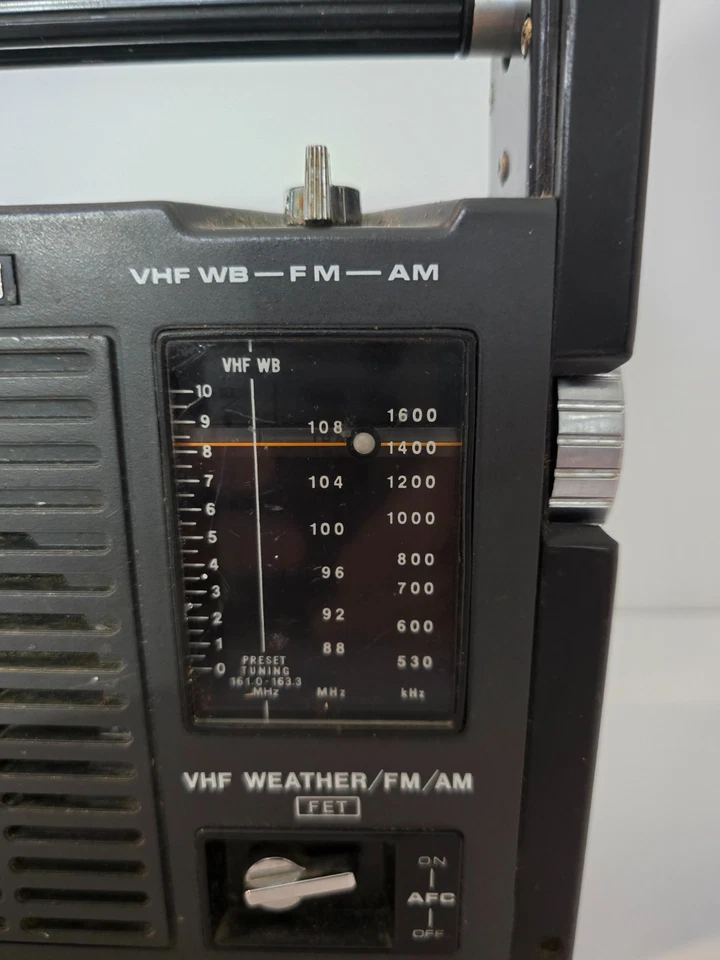 VHF WB — FM — AM
VHF WB
10
9
8
7
6
5
4
3
2
1
0
108
104
100
96
92
88
MHz
1600
1400
1200
1000
800
700
600
530
kHz
PRESET
TUNING
161.0-163.3
MHz
VHF WEATHER/FM/AM
FET
ON
AFC
OFF